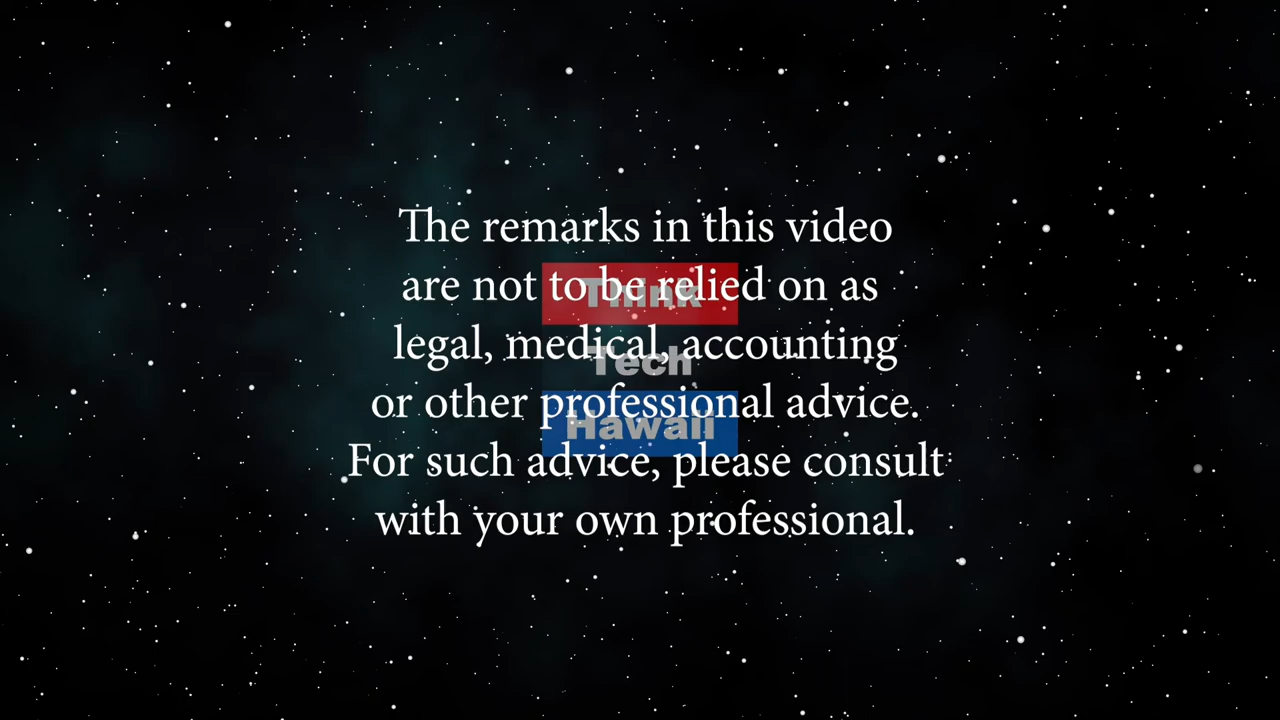 The remarks in this video
are not to be relied on as
legal, medical, accounting
or other professional advice.
For such advice, please consult
with your own professional.
Think
Tech
Hawaii